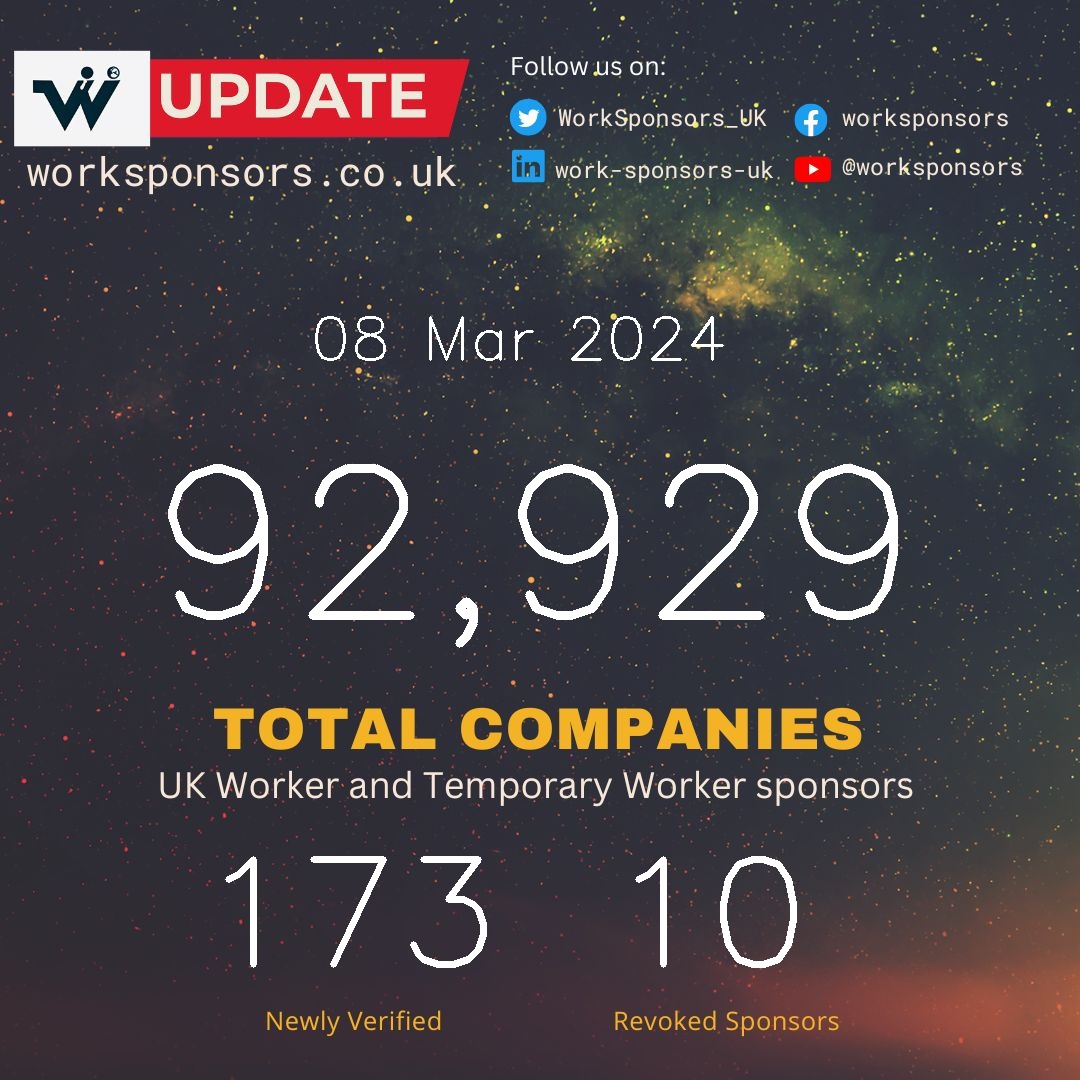 UPDATE
worksponsors.co.uk
Follow us on:
WorkSponsors_UK
worksponsors
work-sponsors-uk
@worksponsors
08 Mar 2024
92,929
TOTAL COMPANIES
UK Worker and Temporary Worker sponsors
173
10
Newly Verified
Revoked Sponsors